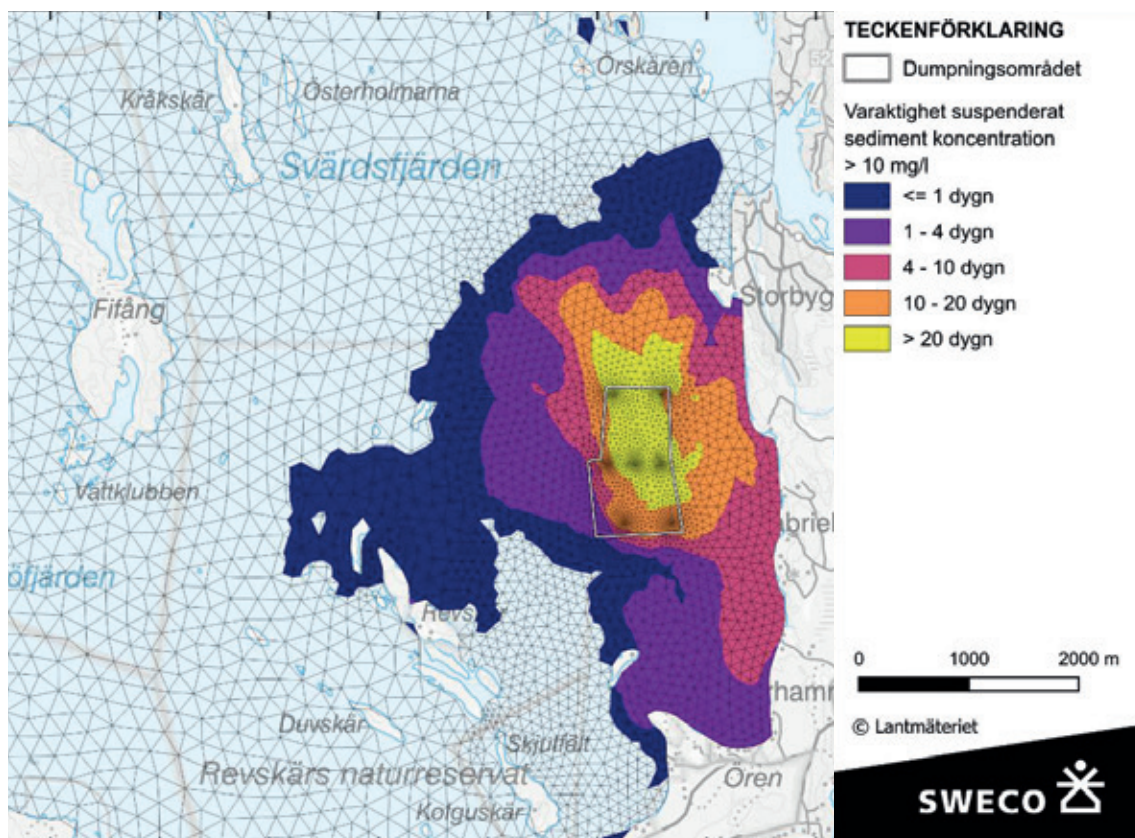 Örskären
Österholmarna
Kråkskär
Svärdsfjärden
Fifång
Storbyg
Vattklubben
öfjärden
Revs
Duvskär
Skjutfält
Revskärs naturreservat
Ören
Kolguskär
TECKENFÖRKLARING
Dumpningsområdet
Varaktighet suspenderat
sediment koncentration
> 10 mg/l
<= 1 dygn
1 - 4 dygn
4 - 10 dygn
10 - 20 dygn
> 20 dygn
0 1000 2000 m
© Lantmäteriet
SWECO